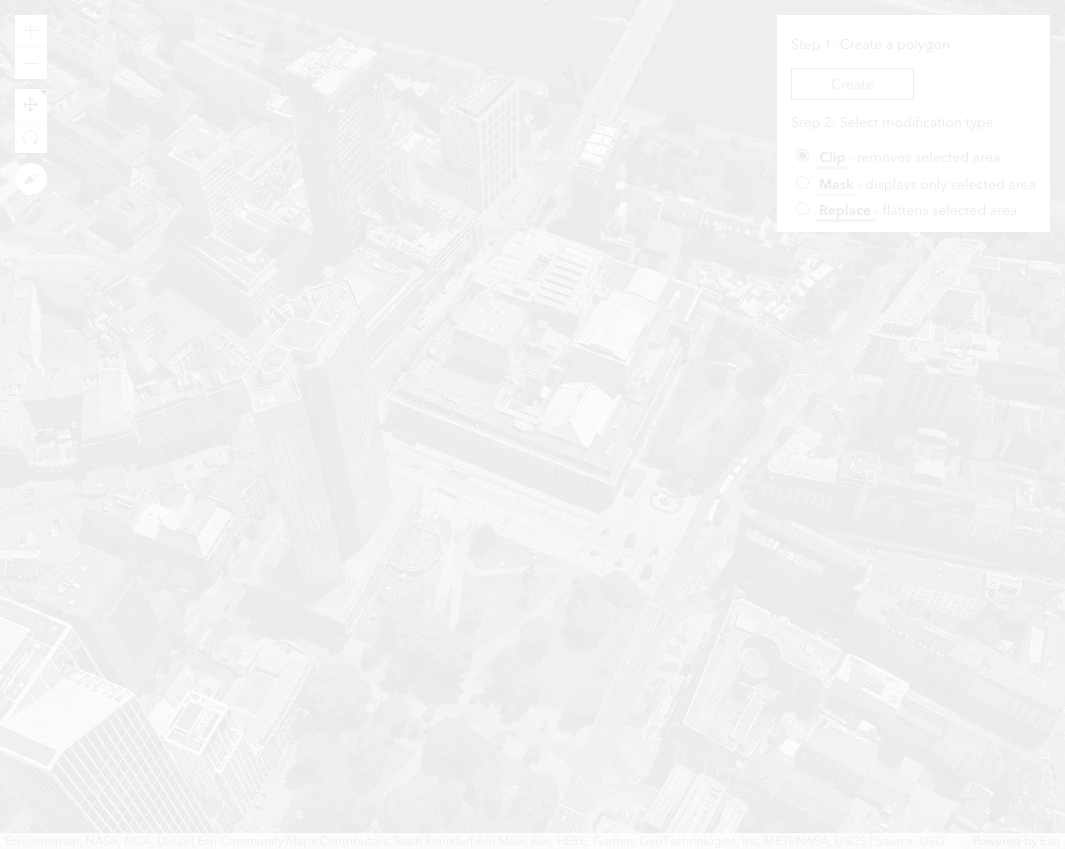 Step 1: Create a polygon
Create
Step 2: Select modification type
Clip - removes selected area
Mask - displays only selected area
Replace - flattens selected area
Esri, Intermap, NASA, NGA, USGS | Esri Community Maps Contributors, Stadt Frankfurt Am Main, Esri, HERE, Garmin, GeoTechnologies, Inc, METI/NASA, USGS | Source: USG... Powered by Esri